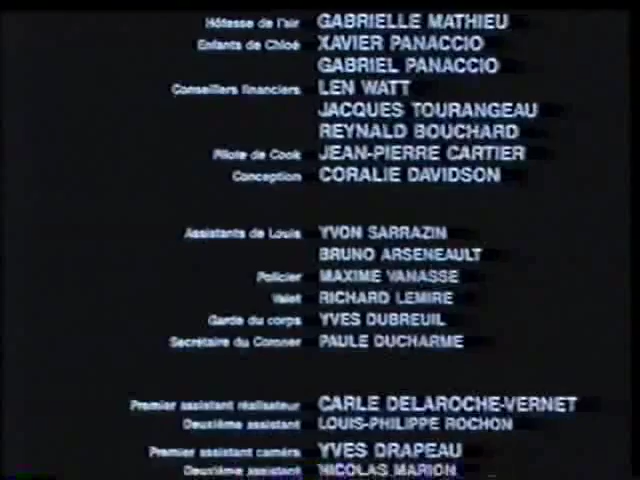 Hôtesse de l'air GABRIELLE MATHIEU
Enfants de Chloé XAVIER PANACCIO
GABRIEL PANACCIO
Conseillers financiers LEN WATT
JACQUES TOURANGEAU
REYNALD BOUCHARD
Pilote de Cook JEAN-PIERRE CARTIER
Conception CORALIE DAVIDSON
Assistants de Louis YVON SARRAZIN
BRUNO ARSENEAULT
Policier MAXIME VANASSE
Valet RICHARD LEMIRE
Garde du corps YVES DUBREUIL
Secrétaire du Coroner PAULE DUCHARME
Premier assistant réalisateur CARLE DELAROCHE-VERNET
Deuxième assistant LOUIS-PHILIPPE ROCHON
Premier assistant caméra YVES DRAPEAU
Deuxième assistant NICOLAS MARION